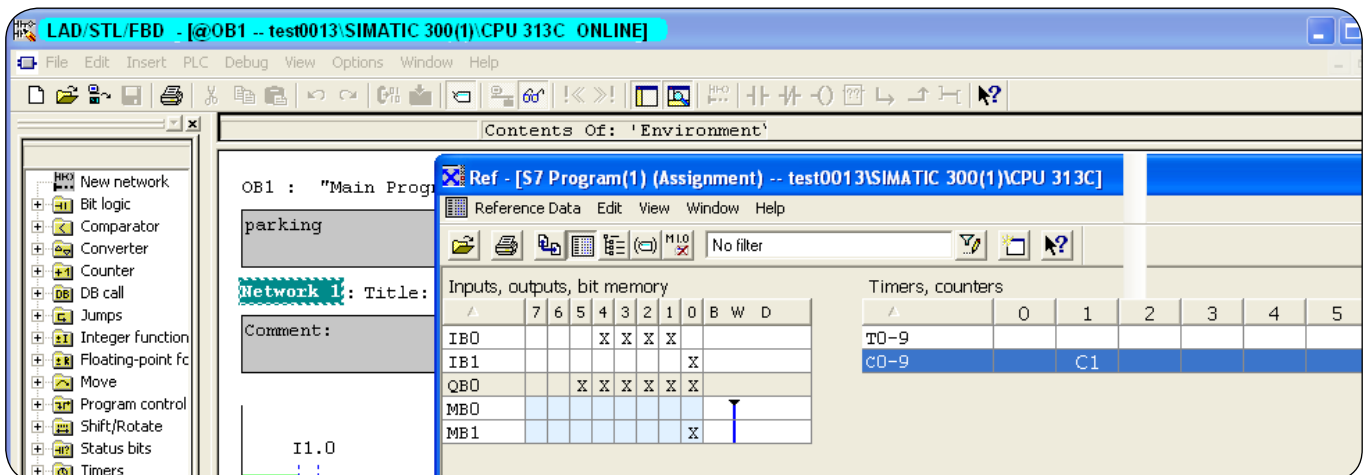 LAD/STL/FBD - [@OB1 -- test0013\SIMATIC 300(1)\CPU 313C ONLINE]
File Edit Insert PLC Debug View Options Window Help
Contents Of: 'Environment'
New network
Bit logic
Comparator
Converter
Counter
DB call
Jumps
Integer function
Floating-point fc
Move
Program control
Shift/Rotate
Status bits
Timers
OB1 : "Main Progr
parking
Network 1: Title:
Comment:
I1.0
Ref - [S7 Program(1) (Assignment) -- test0013\SIMATIC 300(1)\CPU 313C]
Reference Data Edit View Window Help
No filter
Inputs, outputs, bit memory
7 6 5 4 3 2 1 0 B W D
IB0 X X X X
IB1 X
QB0 X X X X X X
MB0
MB1 X
Timers, counters
0 1 2 3 4 5
T0-9
C0-9 C1